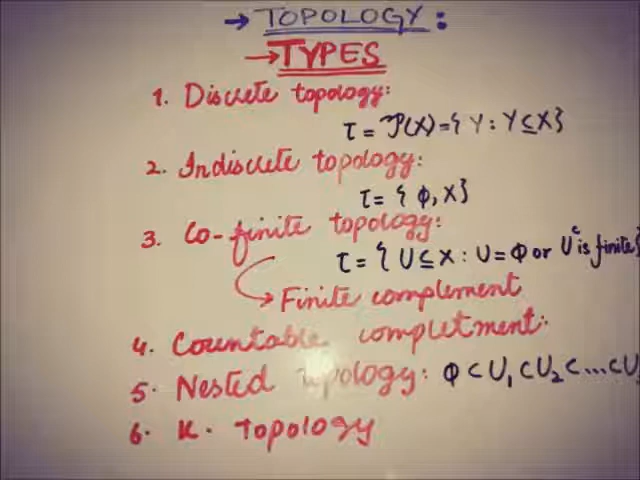 → TOPOLOGY:
→ TYPES
1. Discrete topology:
τ = P(X) = { Y : Y ⊆ X }
2. Indiscrete topology:
τ = { ϕ, X }
3. Co-finite topology:
τ = { U ⊆ X : U = ϕ or Uᶜ is finite }
→ Finite complement
4. Countable completment:
5. Nested topology: ϕ ⊂ U₁ ⊂ U₂ ⊂ ... ⊂ U
6. K. Topology